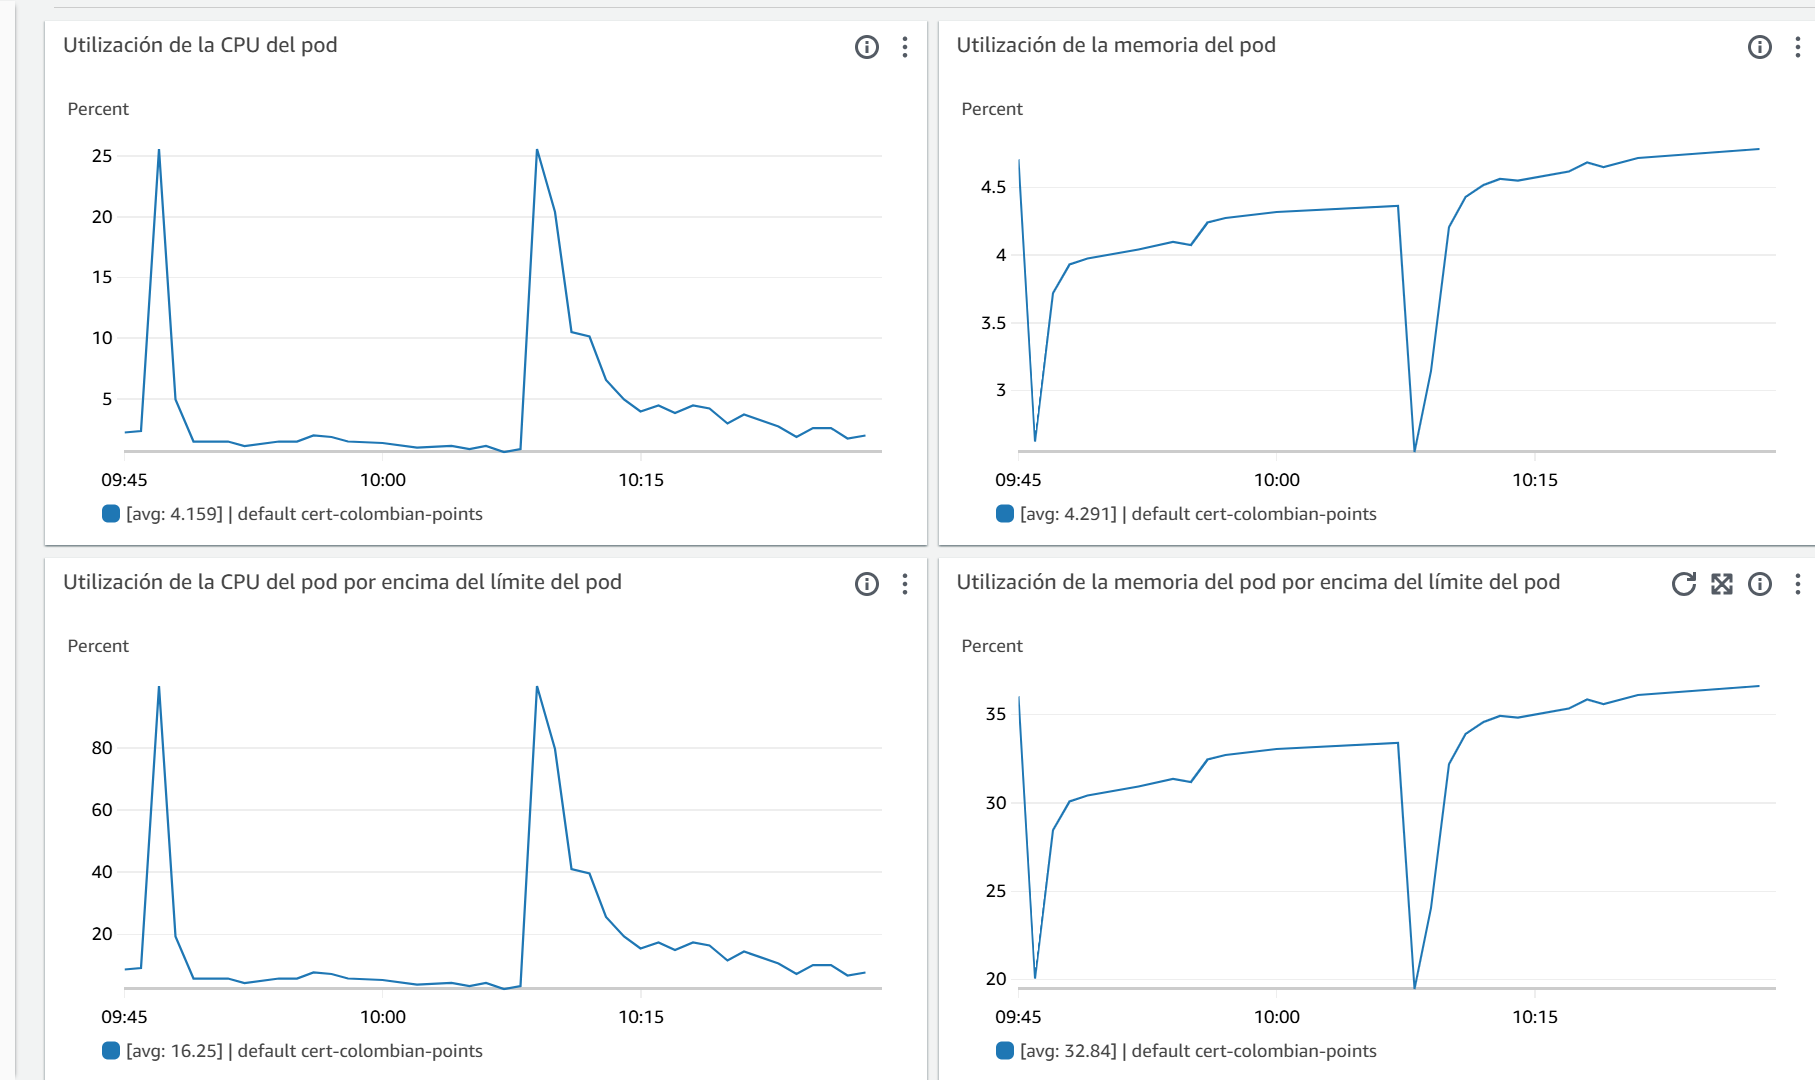 Utilización de la CPU del pod
Percent
25
20
15
10
5
09:45 10:00 10:15
[avg: 4.159] | default cert-colombian-points
Utilización de la memoria del pod
Percent
4.5
4
3.5
3
09:45 10:00 10:15
[avg: 4.291] | default cert-colombian-points
Utilización de la CPU del pod por encima del límite del pod
Percent
80
60
40
20
09:45 10:00 10:15
[avg: 16.25] | default cert-colombian-points
Utilización de la memoria del pod por encima del límite del pod
Percent
35
30
25
20
09:45 10:00 10:15
[avg: 32.84] | default cert-colombian-points